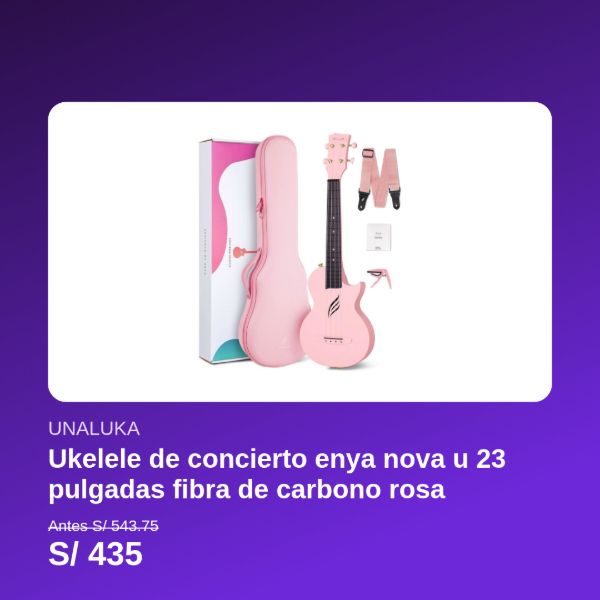 UNALUKA
Ukelele de concierto enya nova u 23
pulgadas fibra de carbono rosa
Antes S/ 543.75
S/ 435